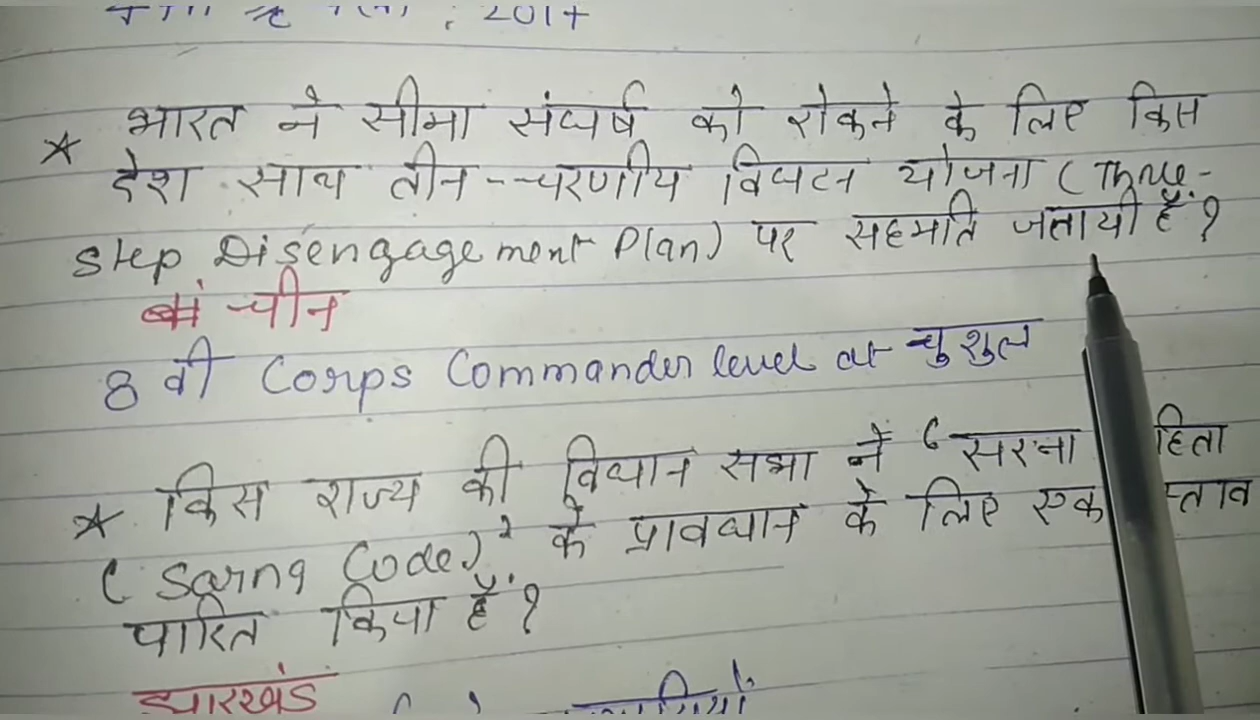 2017
* भारत ने सीमा संघर्ष को रोकने के लिए किस
देश साथ तीन-चरणीय विघटन योजना (Three-
Step Disengagement Plan) पर सहमति जतायी है?
चीन
8 वी Corps Commander level at चुशुल
* किस राज्य की विधान सभा ने 'सरना हिता
(Sarna Code)' के प्रावधान के लिए एक स्ताव
पारित किया है?
झारखंड